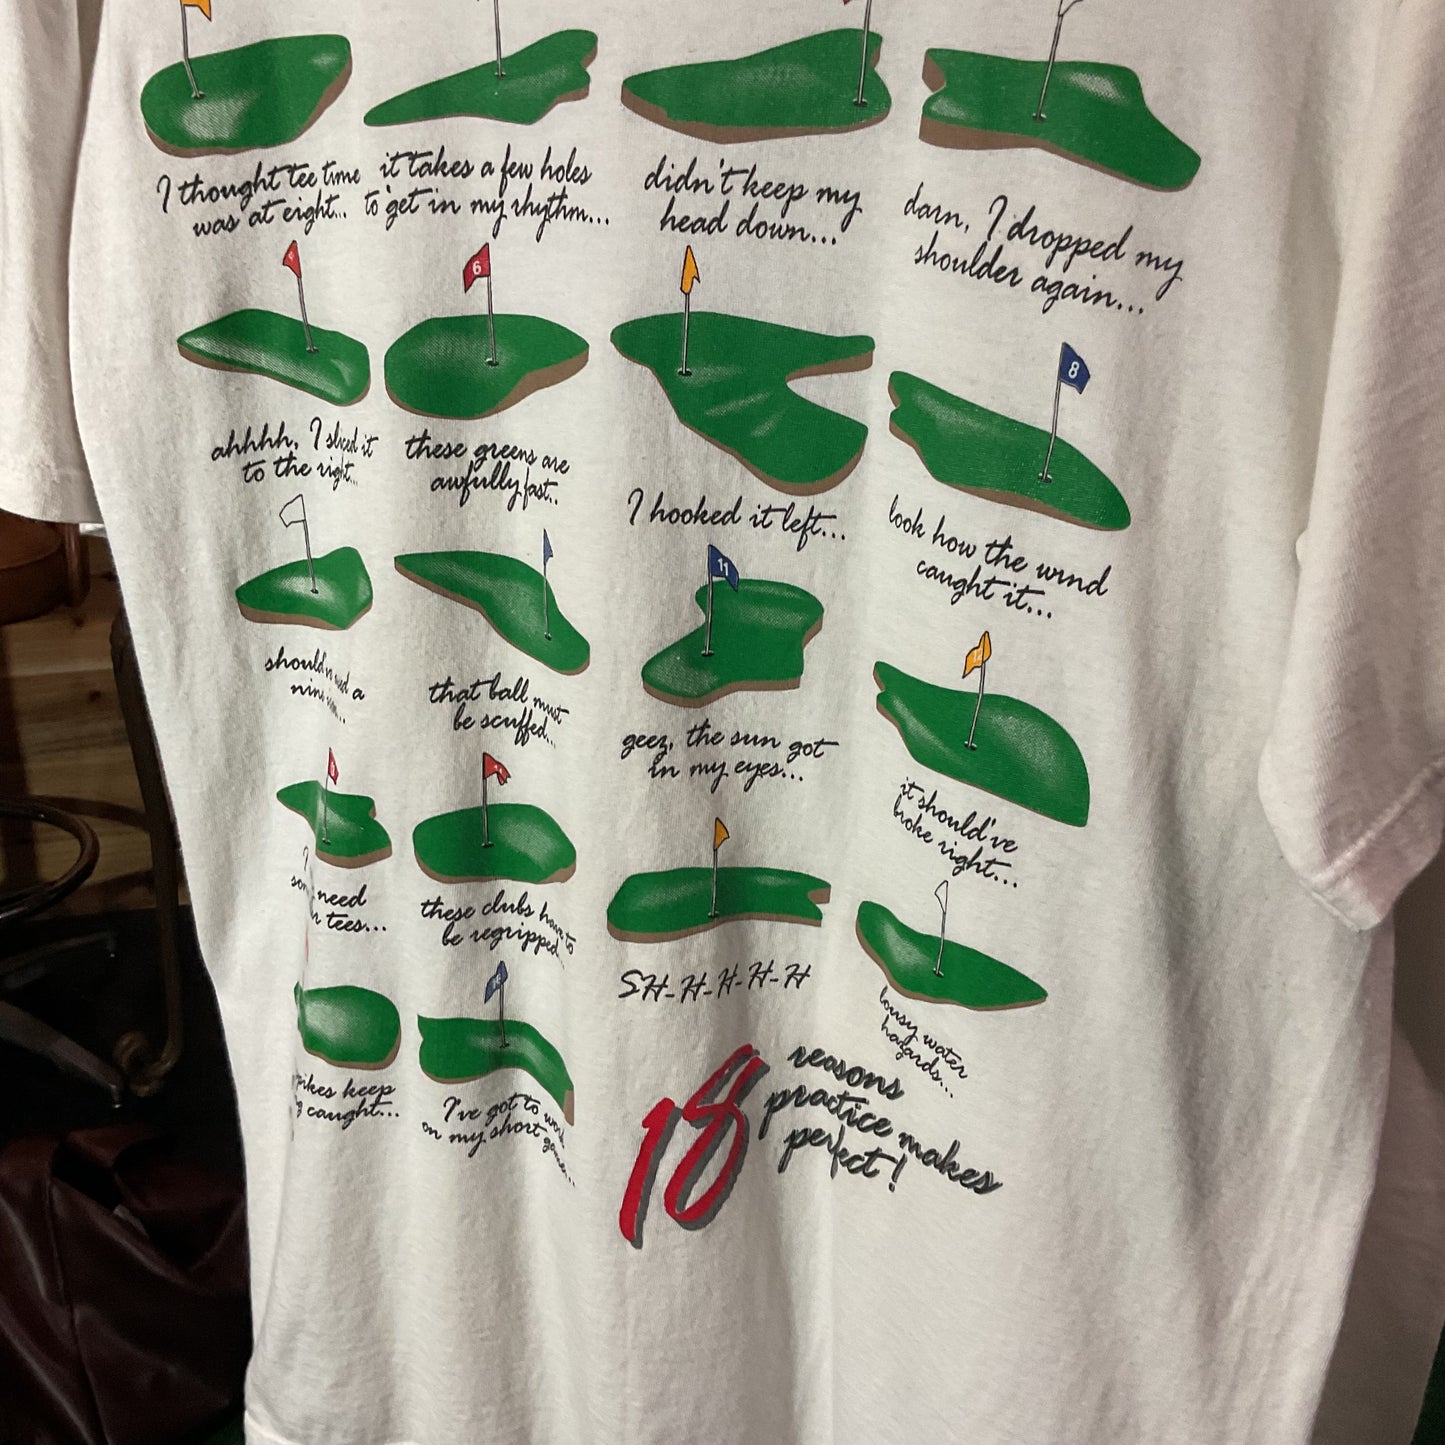 I thought tee time
was at eight...
it takes a few holes
to get in my rhythm...
didn't keep my
head down...
darn, I dropped my
shoulder again...
6
8
ahhhh, I sliced it
to the right...
these greens are
awfully fast...
I hooked it left...
look how the wind
caught it...
11
12
a
that ball must
be scuffed...
geez, the sun got
in my eyes...
it should've
broke right...
14
need
tees...
these clubs have to
be regripped...
SH-H-H-H-H
lousy water
hazards...
keep
caught...
I've got to work
on my short game...
18
reasons
practice makes
perfect!